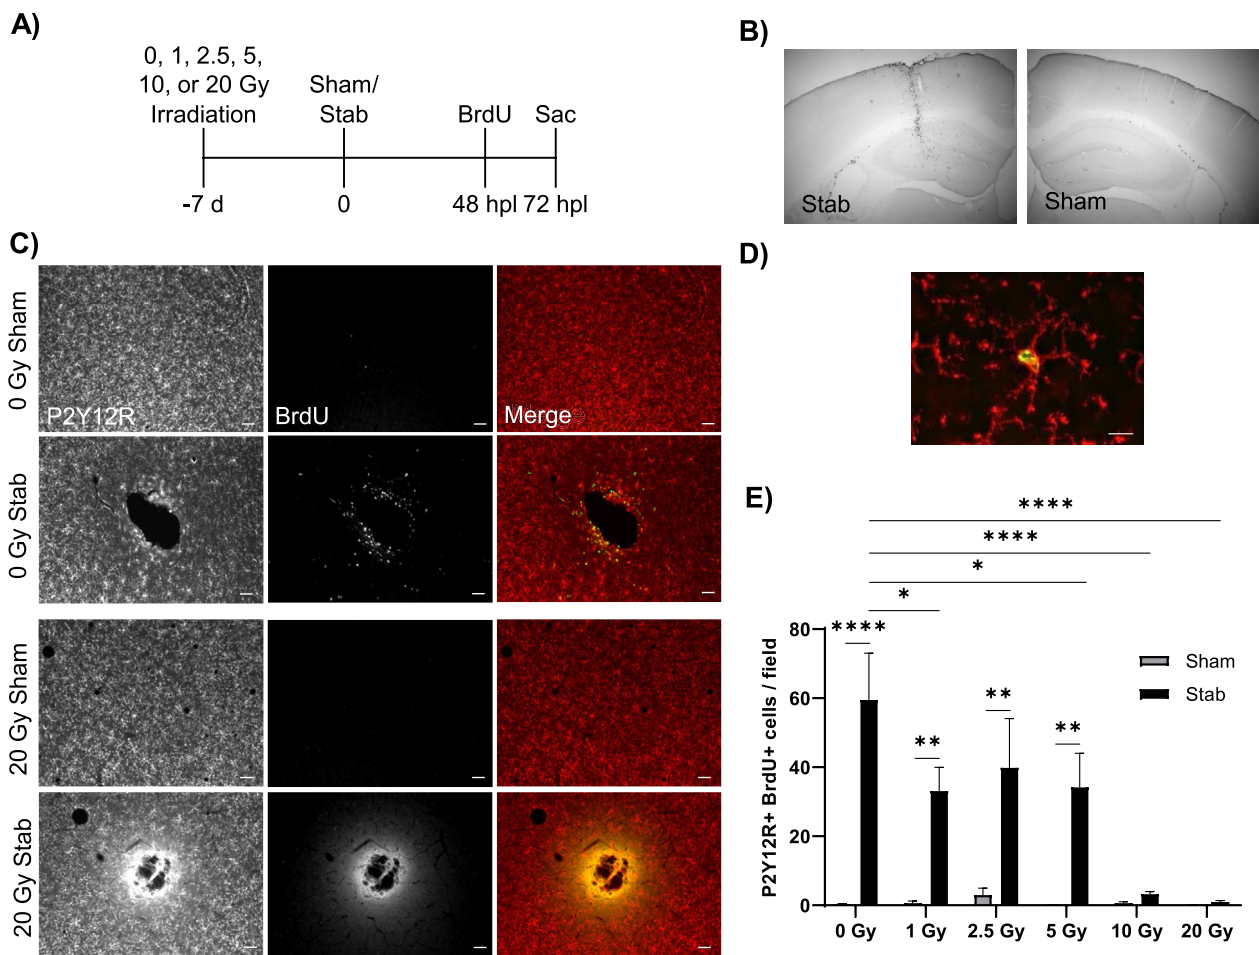 A)
0, 1, 2.5, 5,
10, or 20 Gy
Irradiation
Sham/
Stab
BrdU
Sac
-7 d
0
48 hpl
72 hpl
B)
Stab
Sham
C)
0 Gy Sham
P2Y12R
BrdU
Merge
0 Gy Stab
20 Gy Sham
20 Gy Stab
D)
E)
****
****
*
*
****
**
**
**
P2Y12R+ BrdU+ cells / field
80
60
40
20
0
Sham
Stab
0 Gy
1 Gy
2.5 Gy
5 Gy
10 Gy
20 Gy